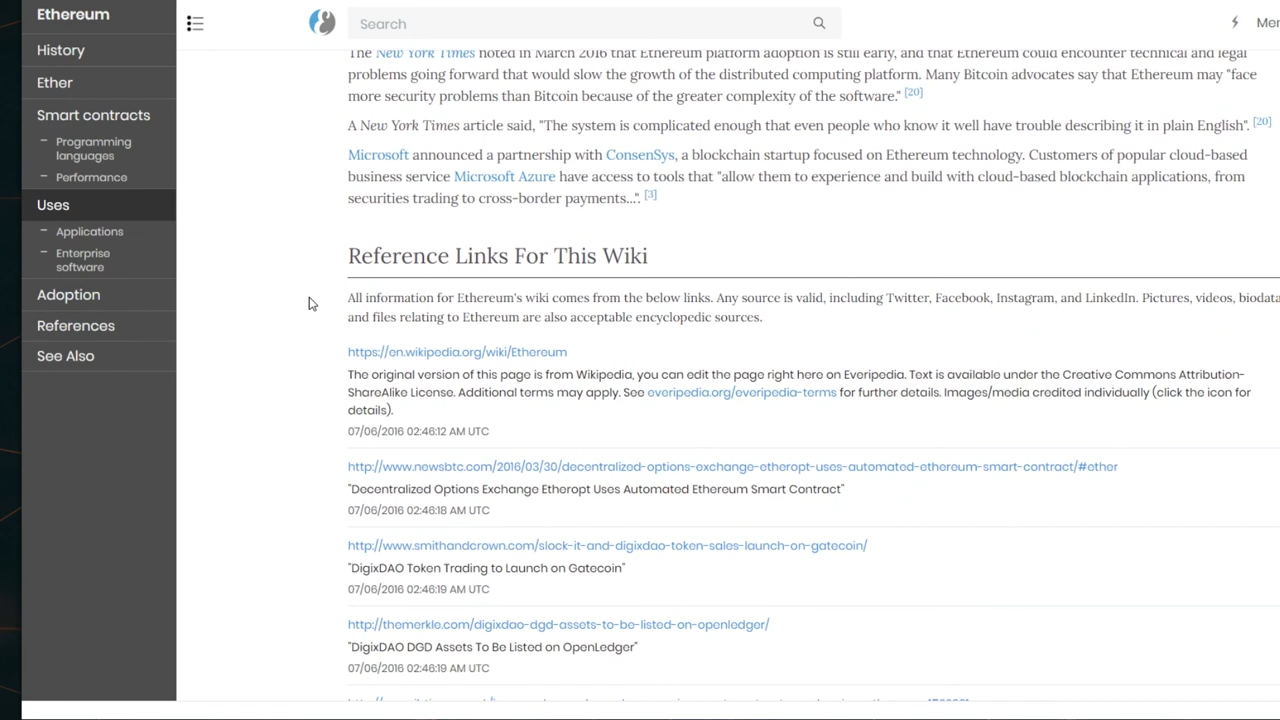 Ethereum
History
Ether
Smart contracts
Programming
languages
Performance
Uses
Applications
Enterprise
software
Adoption
References
See Also
Search
The New York Times noted in March 2016 that Ethereum platform adoption is still early, and that Ethereum could encounter technical and legal
problems going forward that would slow the growth of the distributed computing platform. Many Bitcoin advocates say that Ethereum may "face
more security problems than Bitcoin because of the greater complexity of the software." [20]
A New York Times article said, "The system is complicated enough that even people who know it well have trouble describing it in plain English". [20]
Microsoft announced a partnership with ConsenSys, a blockchain startup focused on Ethereum technology. Customers of popular cloud-based
business service Microsoft Azure have access to tools that "allow them to experience and build with cloud-based blockchain applications, from
securities trading to cross-border payments...". [3]
Reference Links For This Wiki
All information for Ethereum's wiki comes from the below links. Any source is valid, including Twitter, Facebook, Instagram, and LinkedIn. Pictures, videos, biodata
and files relating to Ethereum are also acceptable encyclopedic sources.
https://en.wikipedia.org/wiki/Ethereum
The original version of this page is from Wikipedia, you can edit the page right here on Everipedia. Text is available under the Creative Commons Attribution-
ShareAlike License. Additional terms may apply. See everipedia.org/everipedia-terms for further details. Images/media credited individually (click the icon for
details).
07/06/2016 02:46:12 AM UTC
http://www.newsbtc.com/2016/03/30/decentralized-options-exchange-etheropt-uses-automated-ethereum-smart-contract/#ether
"Decentralized Options Exchange Etheropt Uses Automated Ethereum Smart Contract"
07/06/2016 02:46:18 AM UTC
http://www.smithandcrown.com/slock-it-and-digixdao-token-sales-launch-on-gatecoin/
"DigixDAO Token Trading to Launch on Gatecoin"
07/06/2016 02:46:19 AM UTC
http://themerkle.com/digixdao-dgd-assets-to-be-listed-on-openledger/
"DigixDAO DGD Assets To Be Listed on OpenLedger"
07/06/2016 02:46:19 AM UTC